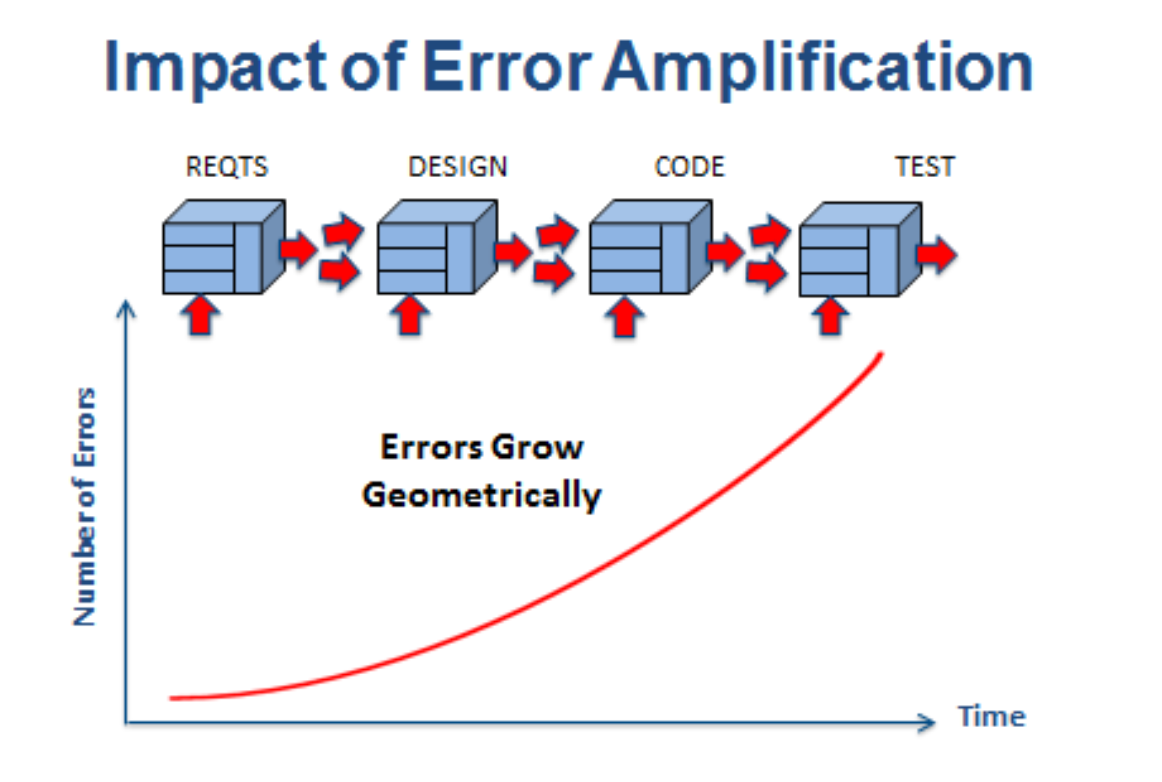 Impact of Error Amplification
REQTS DESIGN CODE TEST
Number of Errors
Errors Grow
Geometrically
Time